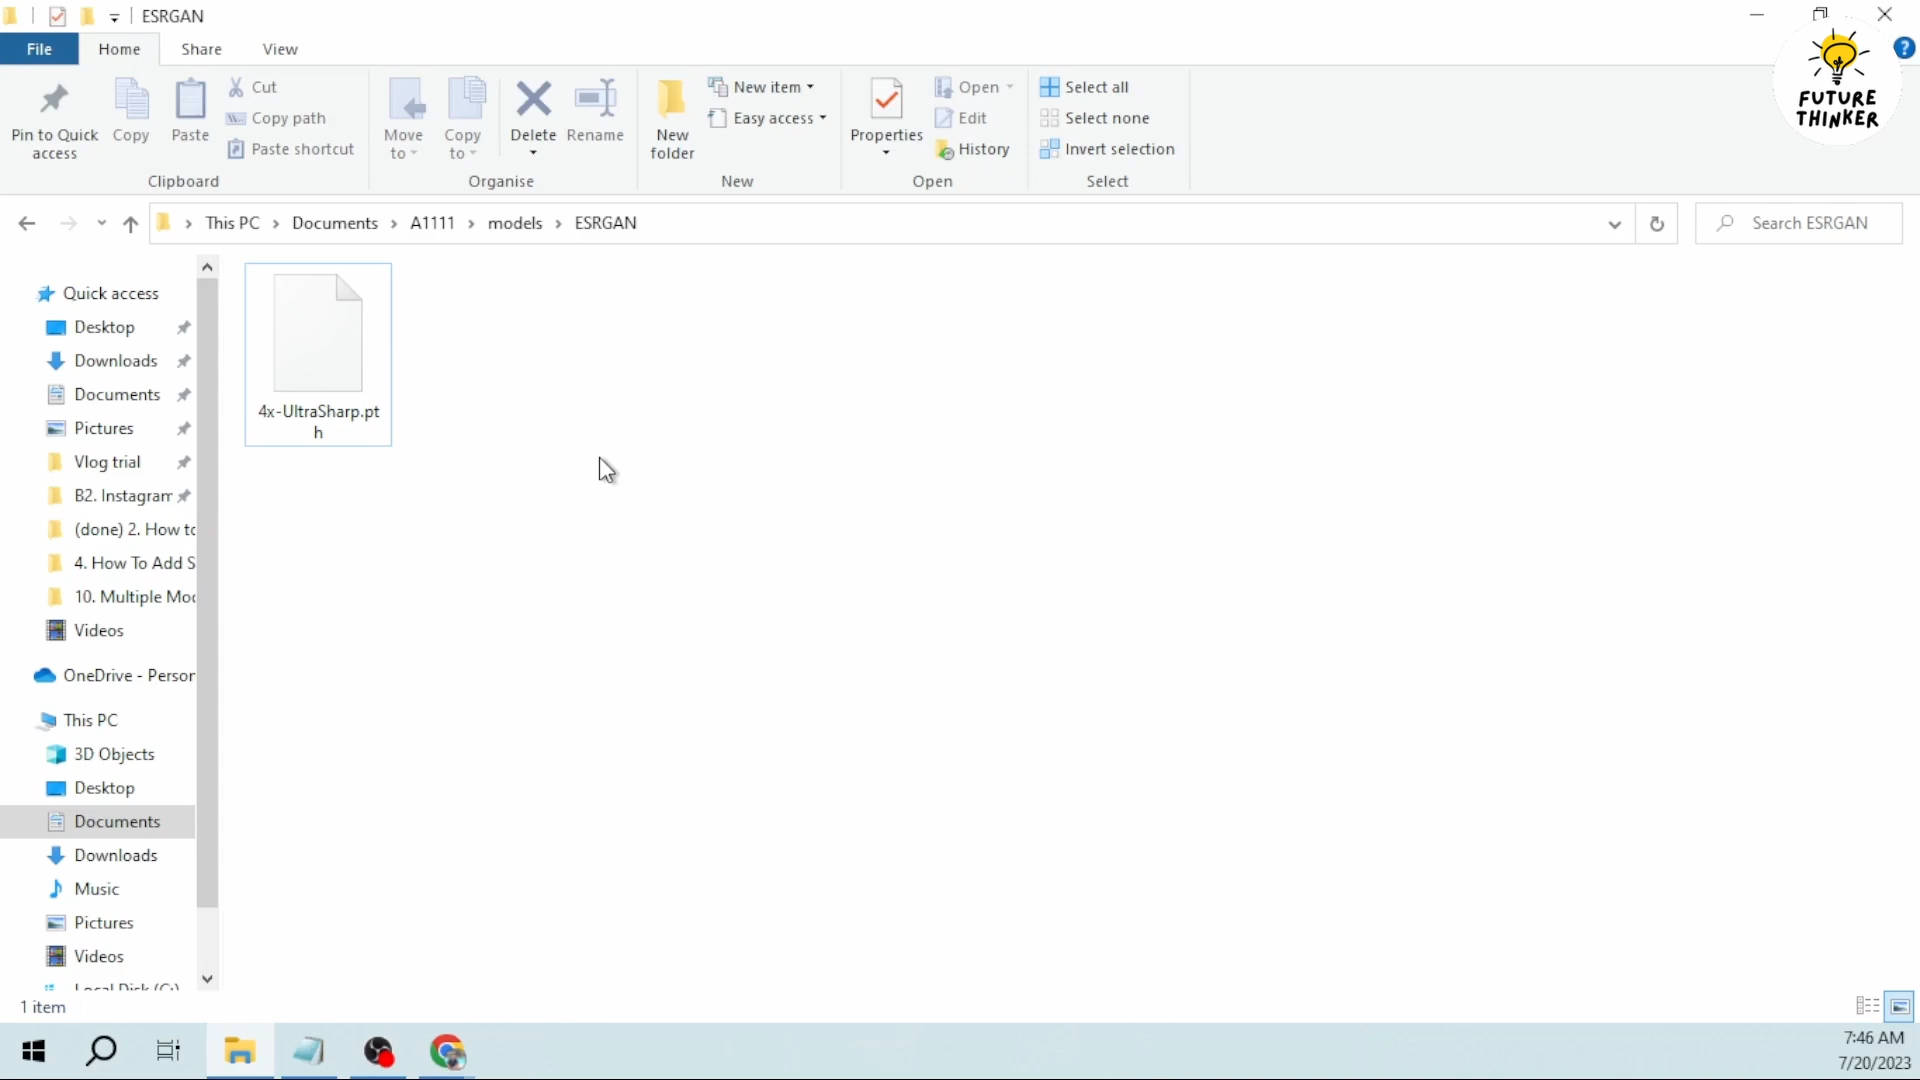 ESRGAN
File Home Share View
FUTURE
THINKER
Pin to Quick
access
Copy
Paste
Cut
Copy path
Paste shortcut
Clipboard
Move
to
Copy
to
Delete
Rename
Organise
New
folder
New item
Easy access
New
Properties
Open
Edit
History
Open
Select all
Select none
Invert selection
Select
This PC > Documents > A1111 > models > ESRGAN
Search ESRGAN
Quick access
Desktop
Downloads
Documents
Pictures
Vlog trial
B2. Instagram
(done) 2. How to
4. How To Add S
10. Multiple Moc
Videos
OneDrive - Person
This PC
3D Objects
Desktop
Documents
Downloads
Music
Pictures
Videos
Local Disk (C:)
4x-UltraSharp.pt
h
1 item
7:46 AM
7/20/2023